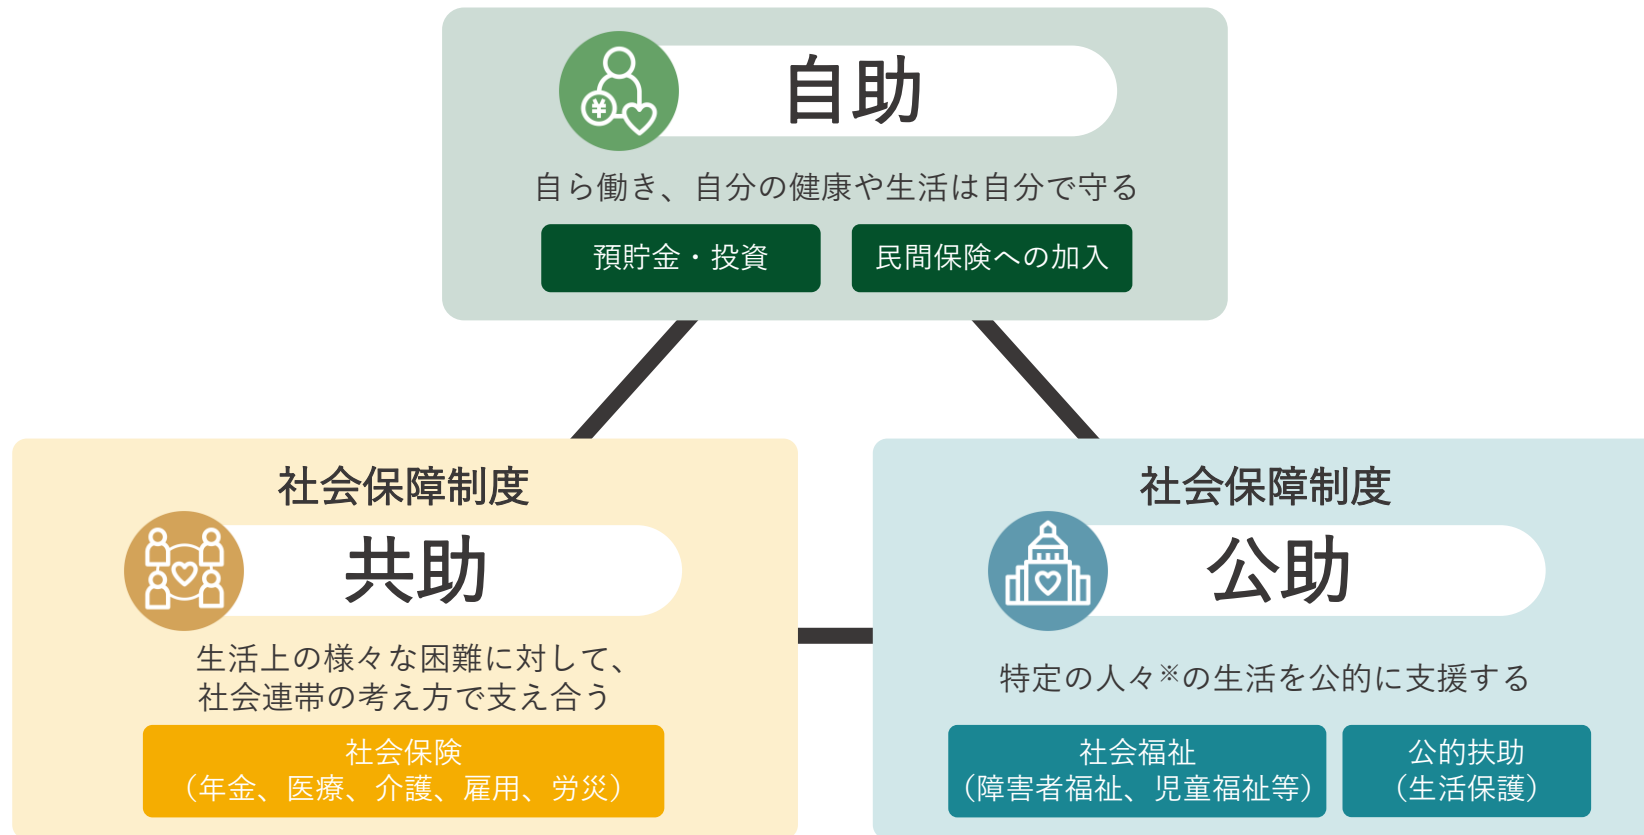 自助
¥
自ら働き、自分の健康や生活は自分で守る
預貯金・投資
民間保険への加入
社会保障制度
共助
生活上の様々な困難に対して、
社会連帯の考え方で支え合う
社会保険
（年金、医療、介護、雇用、労災）
社会保障制度
公助
特定の人々※の生活を公的に支援する
社会福祉
（障害者福祉、児童福祉等）
公的扶助
（生活保護）